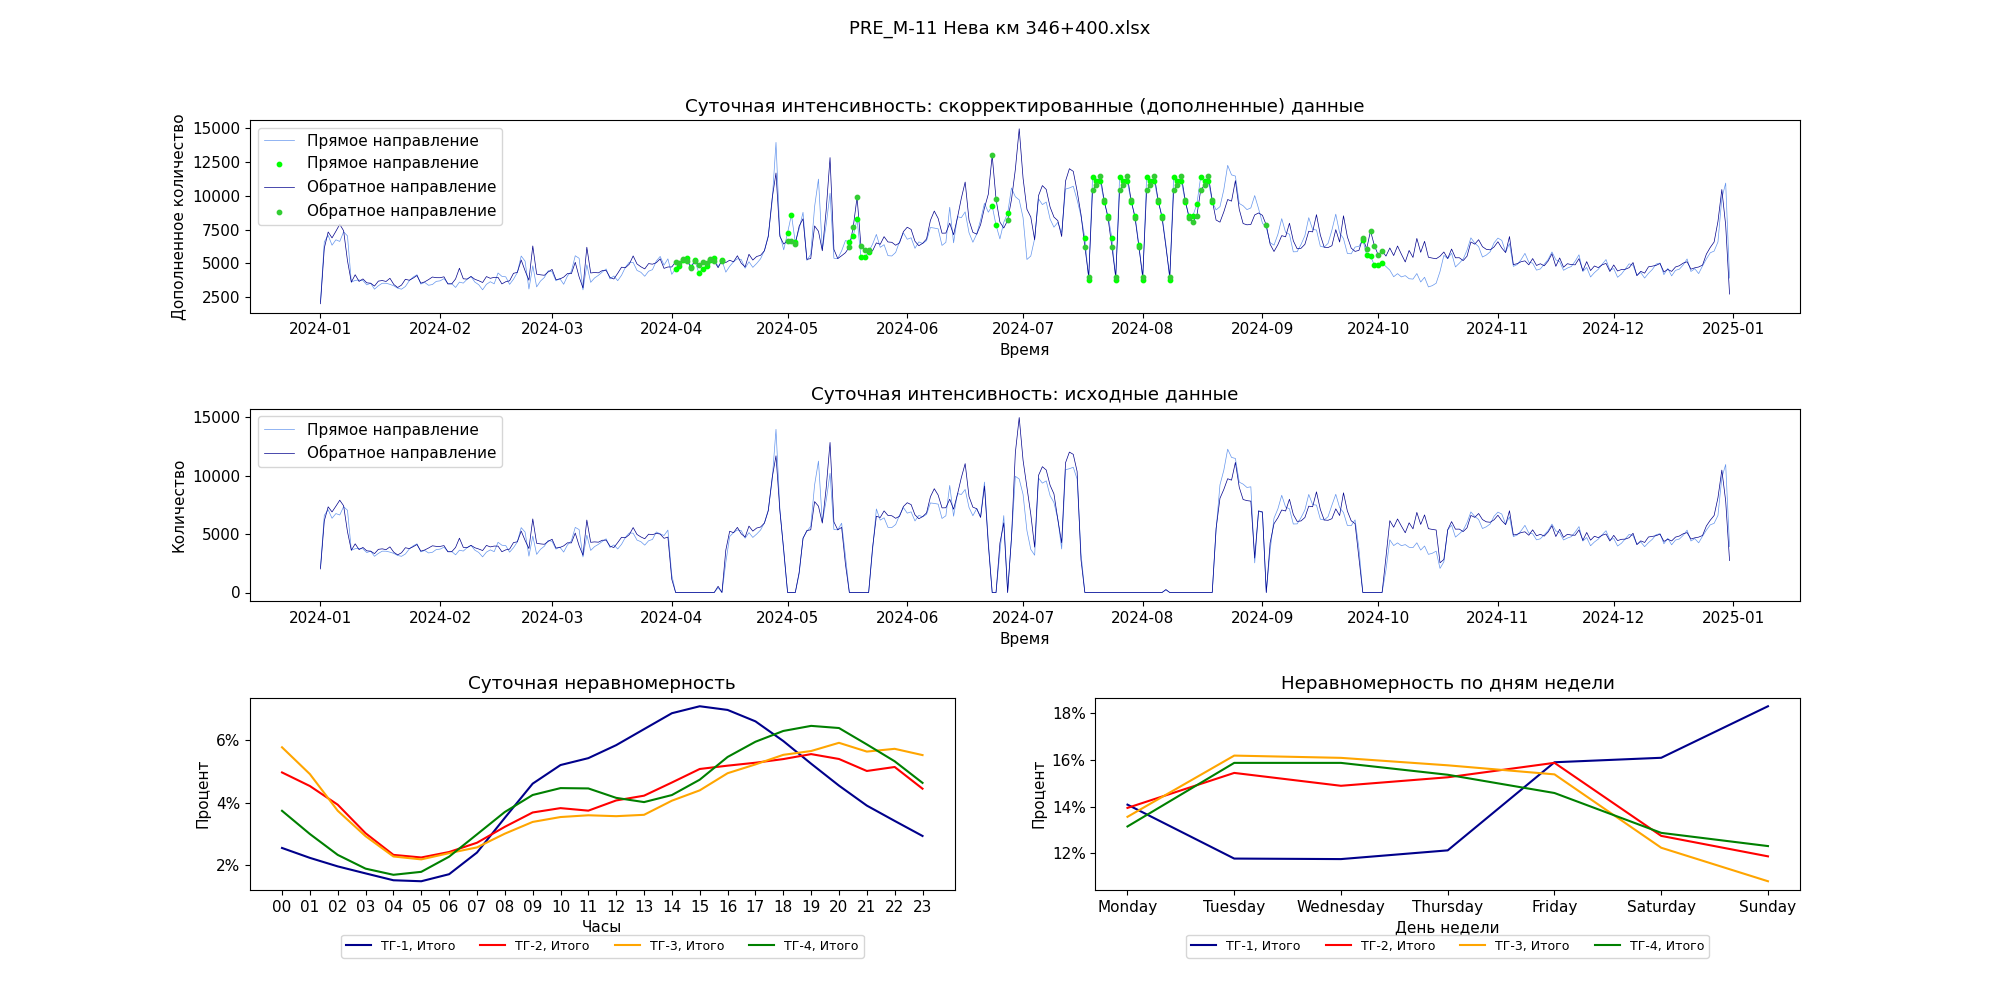 PRE_M-11 Нева км 346+400.xlsx
Суточная интенсивность: скорректированные (дополненные) данные
Дополненное количество
15000
12500
10000
7500
5000
2500
Прямое направление
Прямое направление
Обратное направление
Обратное направление
2024-01 2024-02 2024-03 2024-04 2024-05 2024-06 2024-07 2024-08 2024-09 2024-10 2024-11 2024-12 2025-01
Время
Суточная интенсивность: исходные данные
Количество
15000
10000
5000
0
Прямое направление
Обратное направление
2024-01 2024-02 2024-03 2024-04 2024-05 2024-06 2024-07 2024-08 2024-09 2024-10 2024-11 2024-12 2025-01
Время
Суточная неравномерность
Процент
6%
4%
2%
00 01 02 03 04 05 06 07 08 09 10 11 12 13 14 15 16 17 18 19 20 21 22 23
Часы
ТГ-1, Итого ТГ-2, Итого ТГ-3, Итого ТГ-4, Итого
Неравномерность по дням недели
Процент
18%
16%
14%
12%
Monday Tuesday Wednesday Thursday Friday Saturday Sunday
День недели
ТГ-1, Итого ТГ-2, Итого ТГ-3, Итого ТГ-4, Итого